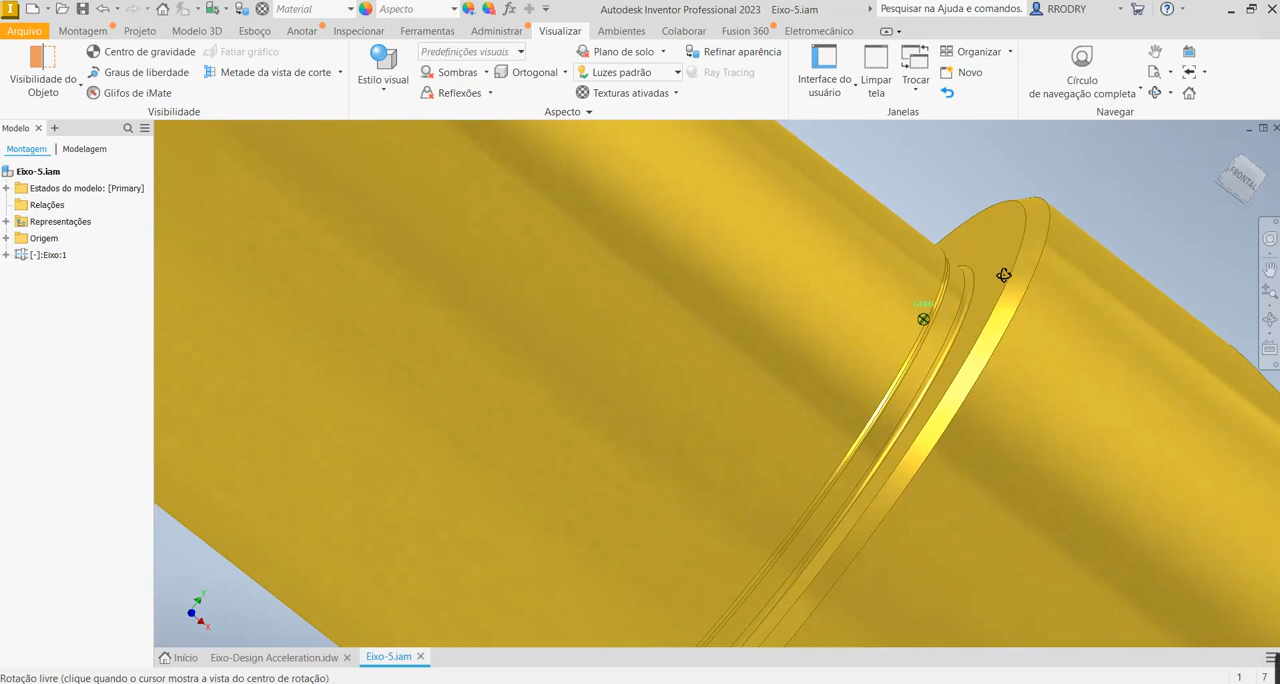 Material
Aspecto
Autodesk Inventor Professional 2023 Eixo-5.iam
Pesquisar na Ajuda e comandos.
RRODRY
Arquivo
Montagem
Projeto
Modelo 3D
Esboço
Anotar
Inspecionar
Ferramentas
Administrar
Visualizar
Ambientes
Colaborar
Fusion 360
Eletromecânico
Visibilidade do
Objeto
Centro de gravidade
Graus de liberdade
Glifos de iMate
Fatiar gráfico
Metade da vista de corte
Visibilidade
Estilo visual
Predefinições visuais
Sombras
Reflexões
Ortogonal
Plano de solo
Luzes padrão
Texturas ativadas
Refinar aparência
Ray Tracing
Aspecto
Interface do
usuário
Limpar
tela
Trocar
Organizar
Novo
Janelas
Círculo
de navegação completa
Navegar
Modelo
Montagem
Modelagem
Eixo-5.iam
Estados do modelo: [Primary]
Relações
Representações
Origem
[-]:Eixo:1
FRONTAL
Y
X
Início
Eixo-Design Acceleration.idw
Eixo-5.iam
Rotação livre (clique quando o cursor mostra a vista do centro de rotação)
1
7